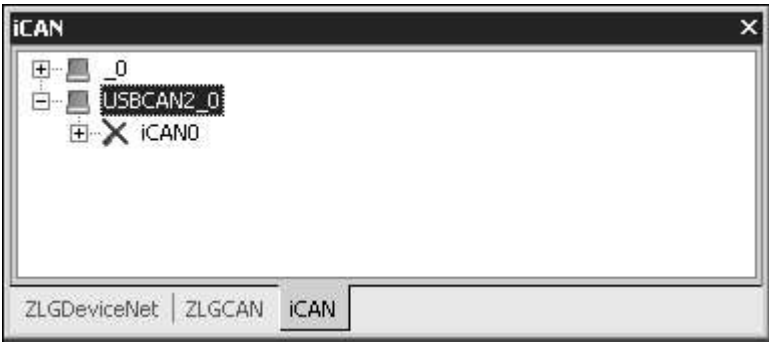 iCAN
_0
USBCAN2_0
iCAN0
ZLGDeviceNet ZLGCAN iCAN